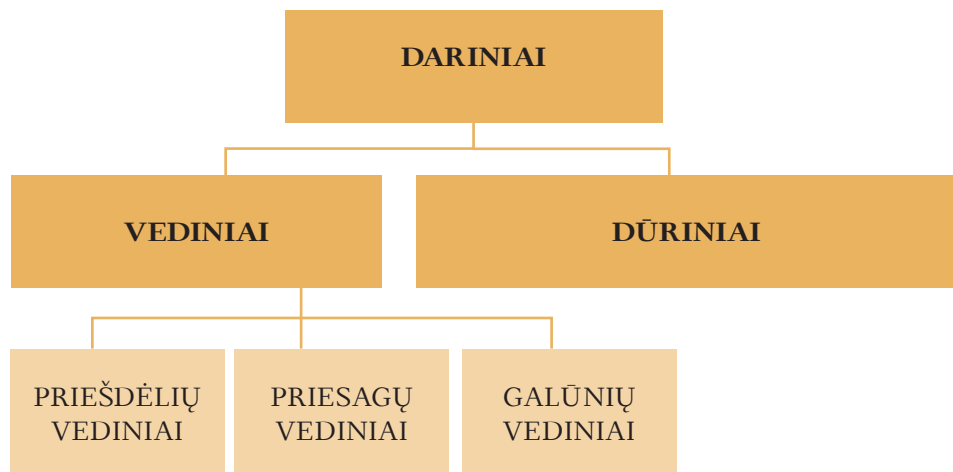 DARINIAI
VEDINIAI
DŪRINIAI
PRIEŠDĖLIŲ
VEDINIAI
PRIESAGŲ
VEDINIAI
GALŪNIŲ
VEDINIAI